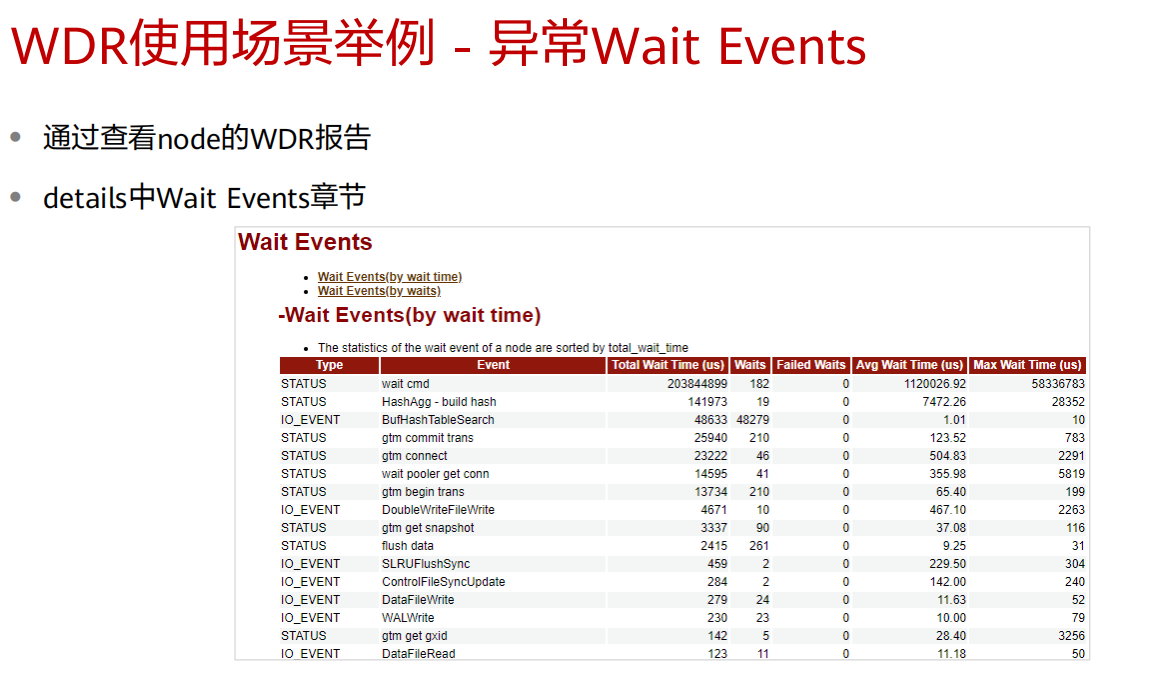 WDR使用场景举例 - 异常Wait Events
通过查看node的WDR报告
details中Wait Events章节
Wait Events
Wait Events(by wait time)
Wait Events(by waits)
-Wait Events(by wait time)
The statistics of the wait event of a node are sorted by total_wait_time
Type Event Total Wait Time (us) Waits Failed Waits Avg Wait Time (us) Max Wait Time (us)
STATUS wait cmd 203844899 182 0 1120026.92 58336783
STATUS HashAgg - build hash 141973 19 0 7472.26 28352
IO_EVENT BufHashTableSearch 48633 48279 0 1.01 10
STATUS gtm commit trans 25940 210 0 123.52 783
STATUS gtm connect 23222 46 0 504.83 2291
STATUS wait pooler get conn 14595 41 0 355.98 5819
STATUS gtm begin trans 13734 210 0 65.40 199
IO_EVENT DoubleWriteFileWrite 4671 10 0 467.10 2263
STATUS gtm get snapshot 3337 90 0 37.08 116
STATUS flush data 2415 261 0 9.25 31
IO_EVENT SLRUFlushSync 459 2 0 229.50 304
IO_EVENT ControlFileSyncUpdate 284 2 0 142.00 240
IO_EVENT DataFileWrite 279 24 0 11.63 52
IO_EVENT WALWrite 230 23 0 10.00 79
STATUS gtm get gxid 142 5 0 28.40 3256
IO_EVENT DataFileRead 123 11 0 11.18 50